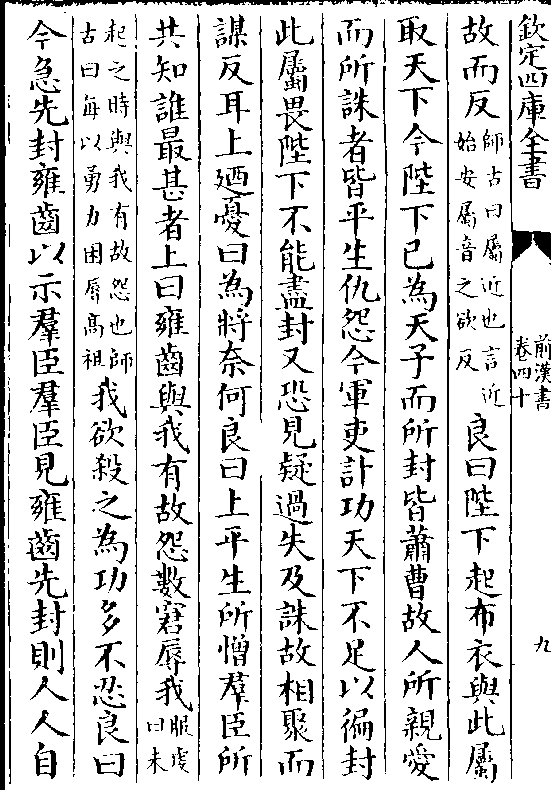 欽定四庫全書
前漢書
卷四十
九
故而反師古曰屬近也言近
始安屬音之欲反良曰陛下起布衣與此屬
取天下今陛下已為天子而所封皆蕭曹故人所親愛
而所誅者皆平生仇怨今軍吏計功天下不足以徧封
此屬畏陛下不能盡封又恐見疑過失及誅故相聚而
謀反耳上廼憂曰為將奈何良曰上平生所憎羣臣所
共知誰最甚者上曰雍齒與我有故怨數窘辱我服虔
曰未
起之時與我有故怨也師
古曰每以勇力困辱髙祖我欲殺之為功多不忍良曰
今急先封雍齒以示羣臣羣臣見雍齒先封則人人自